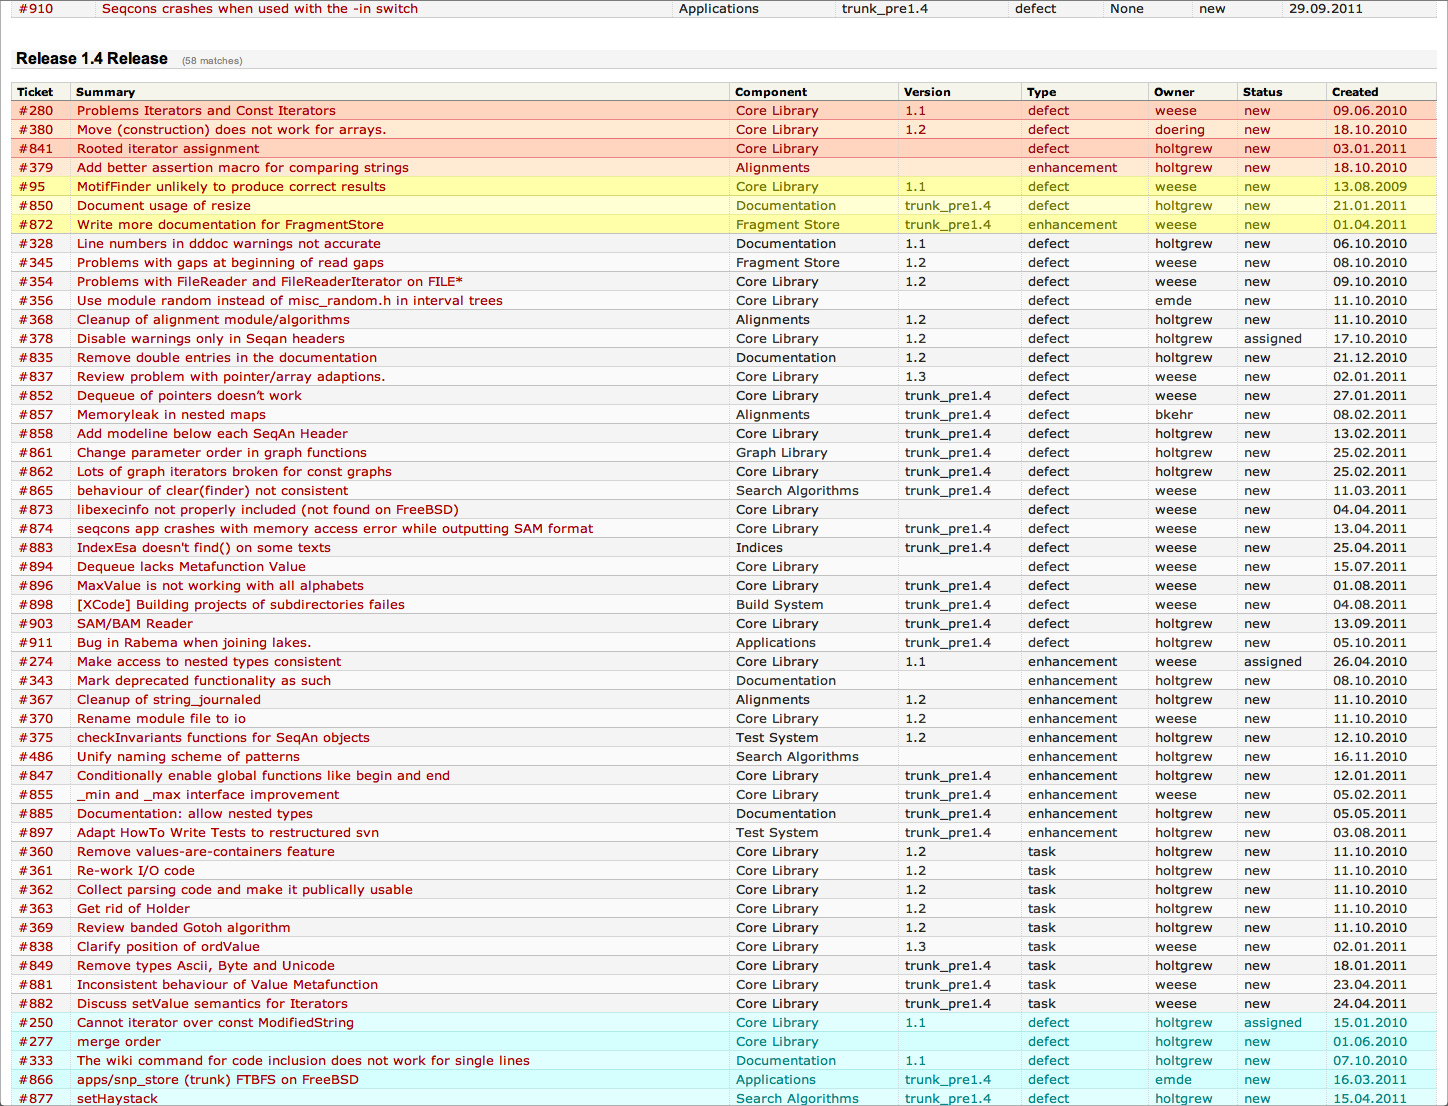 #910 Seqcons crashes when used with the -in switch Applications trunk_pre1.4 defect None new 29.09.2011
Release 1.4 Release (58 matches)
Ticket Summary Component Version Type Owner Status Created
#280 Problems Iterators and Const Iterators Core Library 1.1 defect weese new 09.06.2010
#380 Move (construction) does not work for arrays. Core Library 1.2 defect doering new 18.10.2010
#841 Rooted iterator assignment Core Library defect holtgrew new 03.01.2011
#379 Add better assertion macro for comparing strings Alignments enhancement holtgrew new 18.10.2010
#95 MotifFinder unlikely to produce correct results Core Library 1.1 defect weese new 13.08.2009
#850 Document usage of resize Documentation trunk_pre1.4 defect holtgrew new 21.01.2011
#872 Write more documentation for FragmentStore Fragment Store trunk_pre1.4 enhancement weese new 01.04.2011
#328 Line numbers in dddoc warnings not accurate Documentation 1.1 defect holtgrew new 06.10.2010
#345 Problems with gaps at beginning of read gaps Fragment Store 1.2 defect weese new 08.10.2010
#354 Problems with FileReader and FileReaderIterator on FILE* Core Library 1.2 defect weese new 09.10.2010
#356 Use module random instead of misc_random.h in interval trees Core Library defect emde new 11.10.2010
#368 Cleanup of alignment module/algorithms Alignments 1.2 defect holtgrew new 11.10.2010
#378 Disable warnings only in Seqan headers Core Library 1.2 defect holtgrew assigned 17.10.2010
#835 Remove double entries in the documentation Documentation 1.2 defect holtgrew new 21.12.2010
#837 Review problem with pointer/array adaptions. Core Library 1.3 defect weese new 02.01.2011
#852 Dequeue of pointers doesn’t work Core Library trunk_pre1.4 defect weese new 27.01.2011
#857 Memoryleak in nested maps Alignments trunk_pre1.4 defect bkehr new 08.02.2011
#858 Add modeline below each SeqAn Header Core Library trunk_pre1.4 defect holtgrew new 13.02.2011
#861 Change parameter order in graph functions Graph Library trunk_pre1.4 defect holtgrew new 25.02.2011
#862 Lots of graph iterators broken for const graphs Core Library trunk_pre1.4 defect holtgrew new 25.02.2011
#865 behaviour of clear(finder) not consistent Search Algorithms trunk_pre1.4 defect weese new 11.03.2011
#873 libexecinfo not properly included (not found on FreeBSD) Core Library defect weese new 04.04.2011
#874 seqcons app crashes with memory access error while outputting SAM format Core Library trunk_pre1.4 defect weese new 13.04.2011
#883 IndexEsa doesn't find() on some texts Indices trunk_pre1.4 defect weese new 25.04.2011
#894 Dequeue lacks Metafunction Value Core Library defect weese new 15.07.2011
#896 MaxValue is not working with all alphabets Core Library trunk_pre1.4 defect weese new 01.08.2011
#898 [XCode] Building projects of subdirectories failes Build System trunk_pre1.4 defect weese new 04.08.2011
#903 SAM/BAM Reader Core Library trunk_pre1.4 defect holtgrew new 13.09.2011
#911 Bug in Rabema when joining lakes. Applications trunk_pre1.4 defect holtgrew new 05.10.2011
#274 Make access to nested types consistent Core Library 1.1 enhancement weese assigned 26.04.2010
#343 Mark deprecated functionality as such Documentation enhancement holtgrew new 08.10.2010
#367 Cleanup of string_journaled Alignments 1.2 enhancement holtgrew new 11.10.2010
#370 Rename module file to io Core Library 1.2 enhancement weese new 11.10.2010
#375 checkInvariants functions for SeqAn objects Test System 1.2 enhancement holtgrew new 12.10.2010
#486 Unify naming scheme of patterns Search Algorithms enhancement holtgrew new 16.11.2010
#847 Conditionally enable global functions like begin and end Core Library trunk_pre1.4 enhancement holtgrew new 12.01.2011
#855 _min and _max interface improvement Core Library trunk_pre1.4 enhancement weese new 05.02.2011
#885 Documentation: allow nested types Documentation trunk_pre1.4 enhancement holtgrew new 05.05.2011
#897 Adapt HowTo Write Tests to restructured svn Test System trunk_pre1.4 enhancement holtgrew new 03.08.2011
#360 Remove values-are-containers feature Core Library 1.2 task holtgrew new 11.10.2010
#361 Re-work I/O code Core Library 1.2 task holtgrew new 11.10.2010
#362 Collect parsing code and make it publically usable Core Library 1.2 task holtgrew new 11.10.2010
#363 Get rid of Holder Core Library 1.2 task holtgrew new 11.10.2010
#369 Review banded Gotoh algorithm Core Library 1.2 task holtgrew new 11.10.2010
#838 Clarify position of ordValue Core Library 1.3 task weese new 02.01.2011
#849 Remove types Ascii, Byte and Unicode Core Library trunk_pre1.4 task holtgrew new 18.01.2011
#881 Inconsistent behaviour of Value Metafunction Core Library trunk_pre1.4 task weese new 23.04.2011
#882 Discuss setValue semantics for Iterators Core Library trunk_pre1.4 task weese new 24.04.2011
#250 Cannot iterator over const ModifiedString Core Library 1.1 defect holtgrew assigned 15.01.2010
#277 merge order Core Library defect holtgrew new 01.06.2010
#333 The wiki command for code inclusion does not work for single lines Documentation 1.1 defect holtgrew new 07.10.2010
#866 apps/snp_store (trunk) FTBFS on FreeBSD Applications trunk_pre1.4 defect emde new 16.03.2011
#877 setHaystack Search Algorithms trunk_pre1.4 defect holtgrew new 15.04.2011